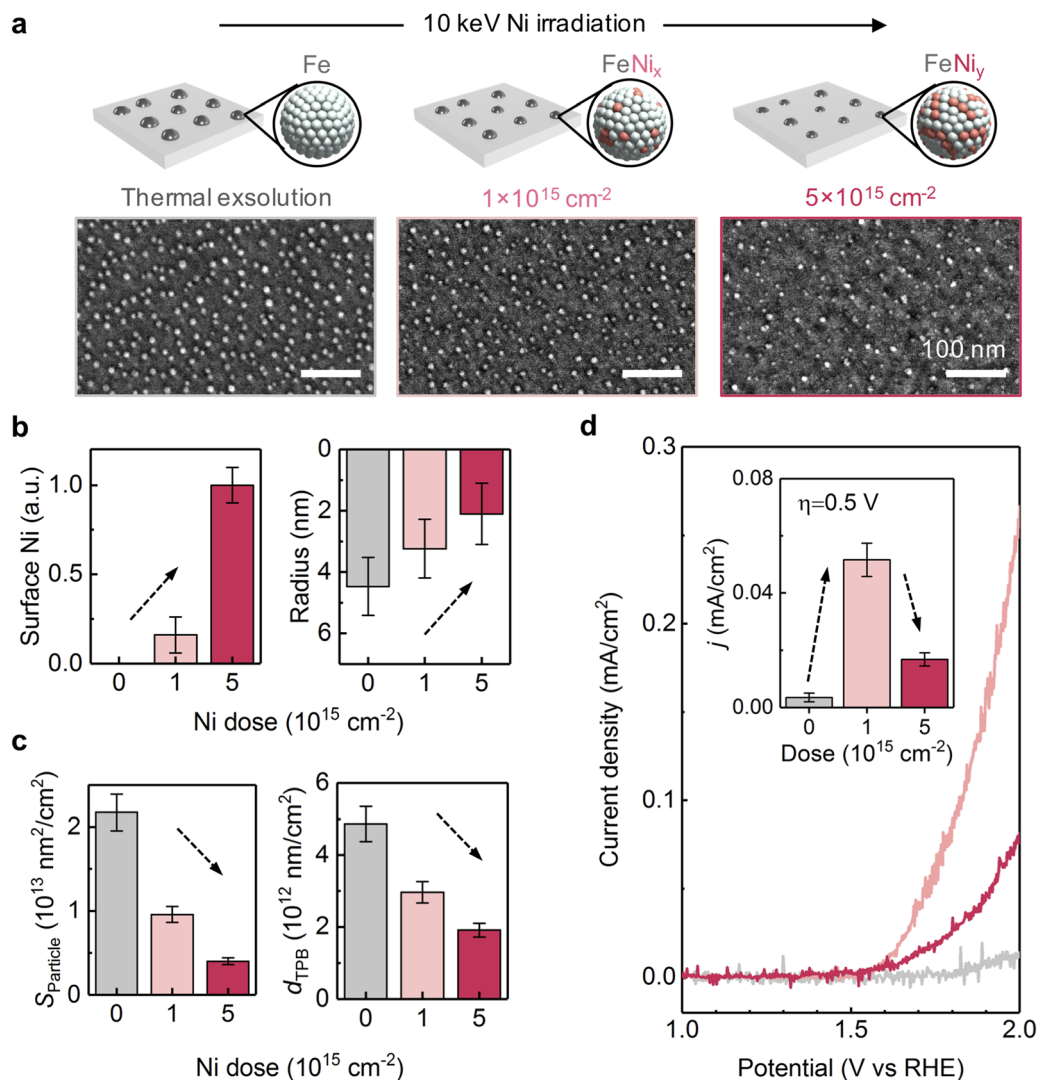 a
10 keV Ni irradiation
Fe
FeNiₓ
FeNiᵧ
Thermal exsolution
1×10¹⁵ cm⁻²
5×10¹⁵ cm⁻²
100 nm
b
Surface Ni (a.u.)
1.0
0.5
0.0
0 1 5
Radius (nm)
0
2
4
6
0 1 5
Ni dose (10¹⁵ cm⁻²)
c
S_Particle (10¹³ nm²/cm²)
2
1
0
0 1 5
d_TPB (10¹² nm/cm²)
6
4
2
0
0 1 5
Ni dose (10¹⁵ cm⁻²)
d
Current density (mA/cm²)
0.3
0.2
0.1
0.0
1.0 1.5 2.0
Potential (V vs RHE)
η=0.5 V
j (mA/cm²)
0.08
0.04
0.00
0 1 5
Dose (10¹⁵ cm⁻²)